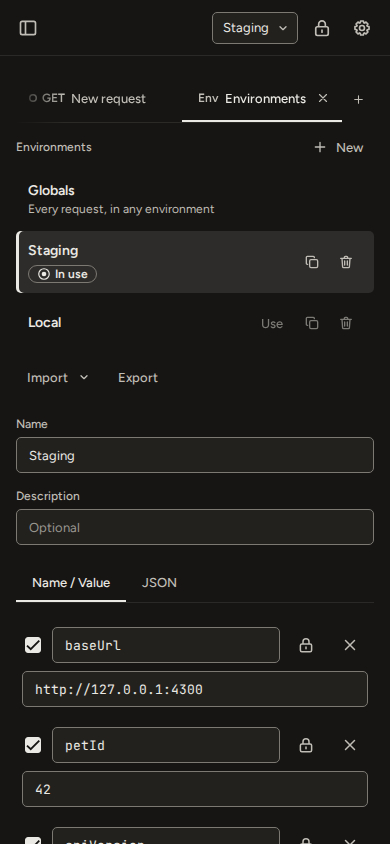 Staging
GET New request
Env Environments
Environments
New
Globals
Every request, in any environment
Staging
In use
Local
Use
Import
Export
Name
Staging
Description
Optional
Name / Value
JSON
baseUrl
http://127.0.0.1:4300
petId
42
apiVersion